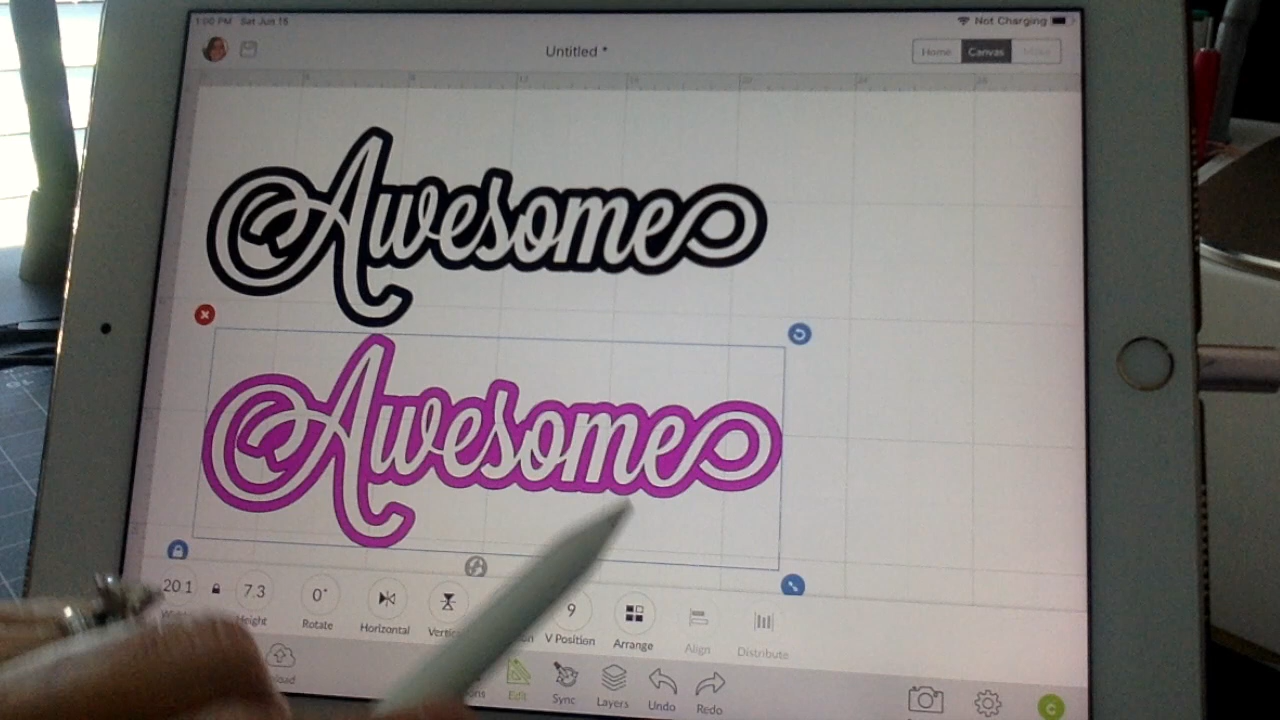 1:00 PM Sat Jun 15
Not Charging
Untitled *
Home Canvas Make
Awesome
Awesome
20.1 7.3 0° 9
Height Rotate Horizontal V Position Arrange Align Distribute
Edit Sync Layers Undo Redo
C